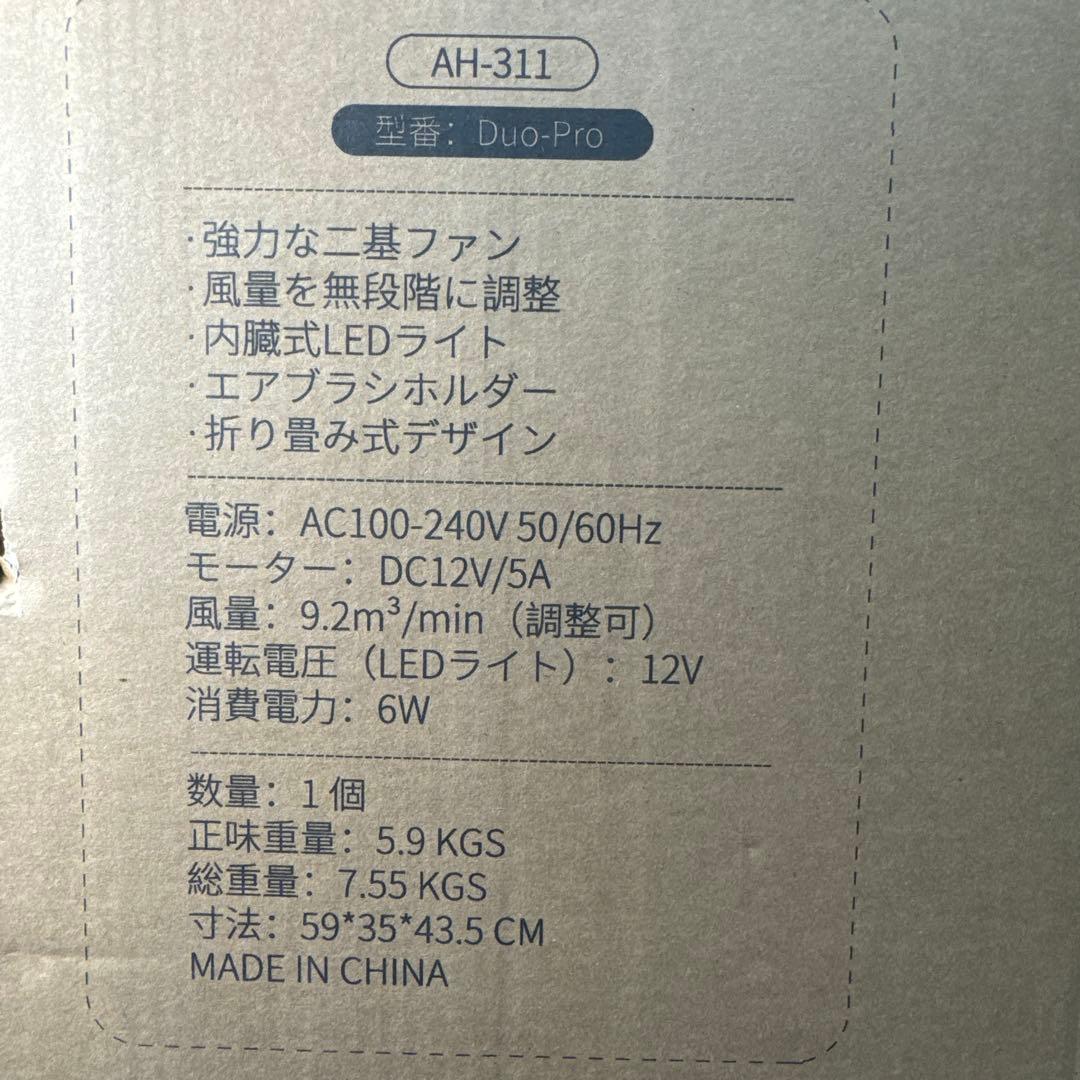 AH-311
型番：Duo-Pro
·強力な二基ファン
·風量を無段階に調整
·内臓式LEDライト
·エアブラシホルダー
·折り畳み式デザイン
電源：AC100-240V 50/60Hz
モーター：DC12V/5A
風量：9.2m³/min（調整可）
運転電圧（LEDライト）：12V
消費電力：6W
数量：1 個
正味重量：5.9 KGS
総重量：7.55 KGS
寸法：59*35*43.5 CM
MADE IN CHINA